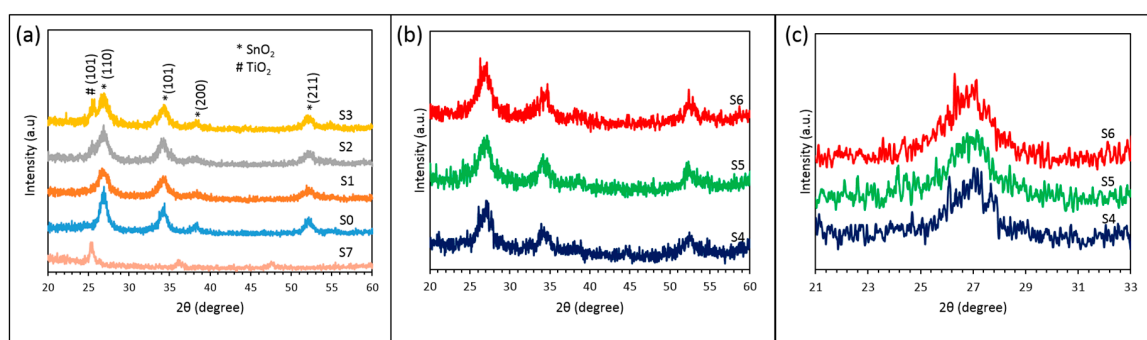 (a)
* SnO₂
# TiO₂
# (101)
* (110)
*(101)
*(200)
*(211)
S3
S2
S1
S0
S7
Intensity (a.u)
20 25 30 35 40 45 50 55 60
2θ (degree)
(b)
S6
S5
S4
Intensity (a.u.)
20 25 30 35 40 45 50 55 60
2θ (degree)
(c)
S6
S5
S4
Intensity (a.u.)
21 23 25 27 29 31 33
2θ (degree)